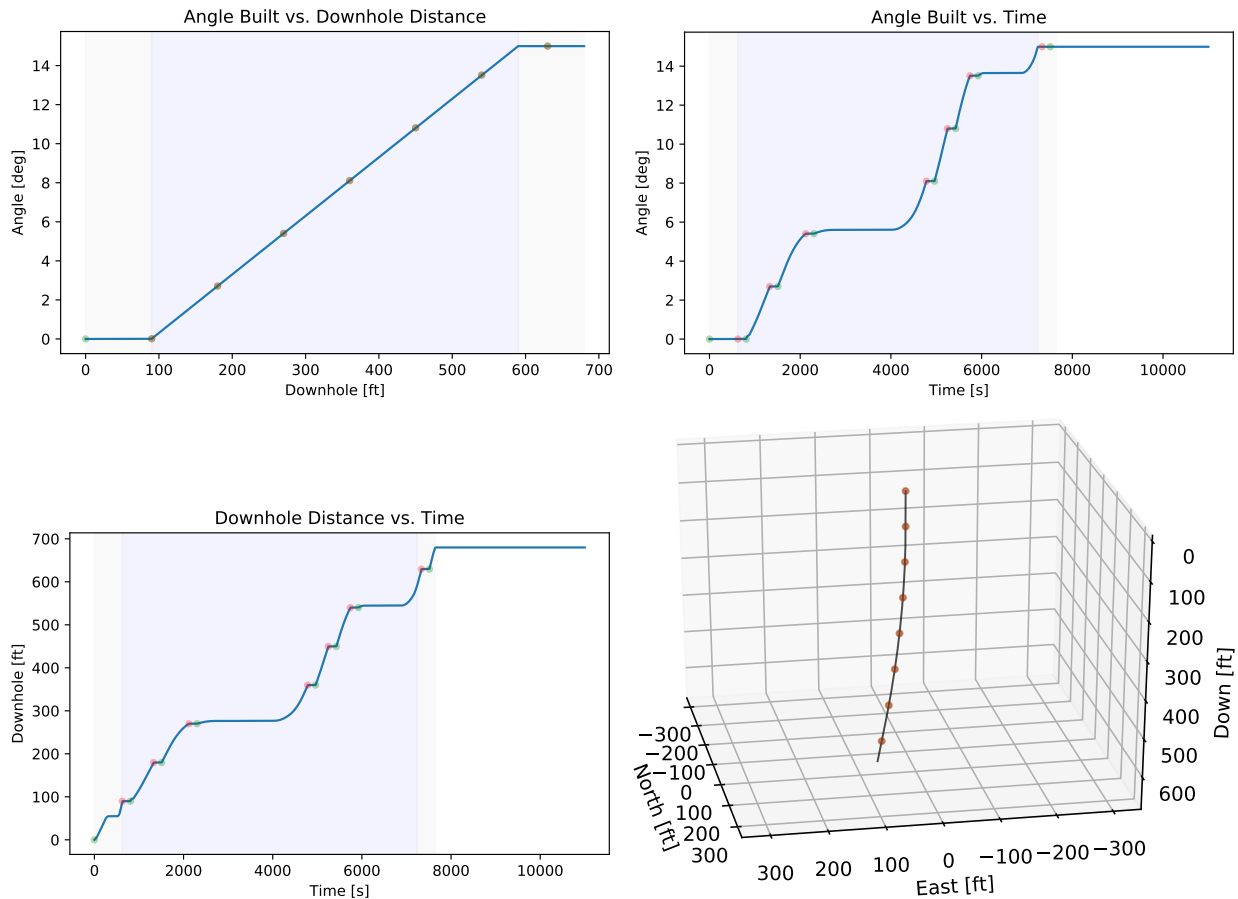 Angle Built vs. Downhole Distance
14
12
10
8
6
4
2
0
Angle [deg]
0 100 200 300 400 500 600 700
Downhole [ft]
Angle Built vs. Time
14
12
10
8
6
4
2
0
Angle [deg]
0 2000 4000 6000 8000 10000
Time [s]
Downhole Distance vs. Time
700
600
500
400
300
200
100
0
Downhole [ft]
0 2000 4000 6000 8000 10000
Time [s]
−300
−200
−100
0
100
200
300
North [ft]
300 200 100 0 −100 −200 −300
East [ft]
0
100
200
300
400
500
600
Down [ft]